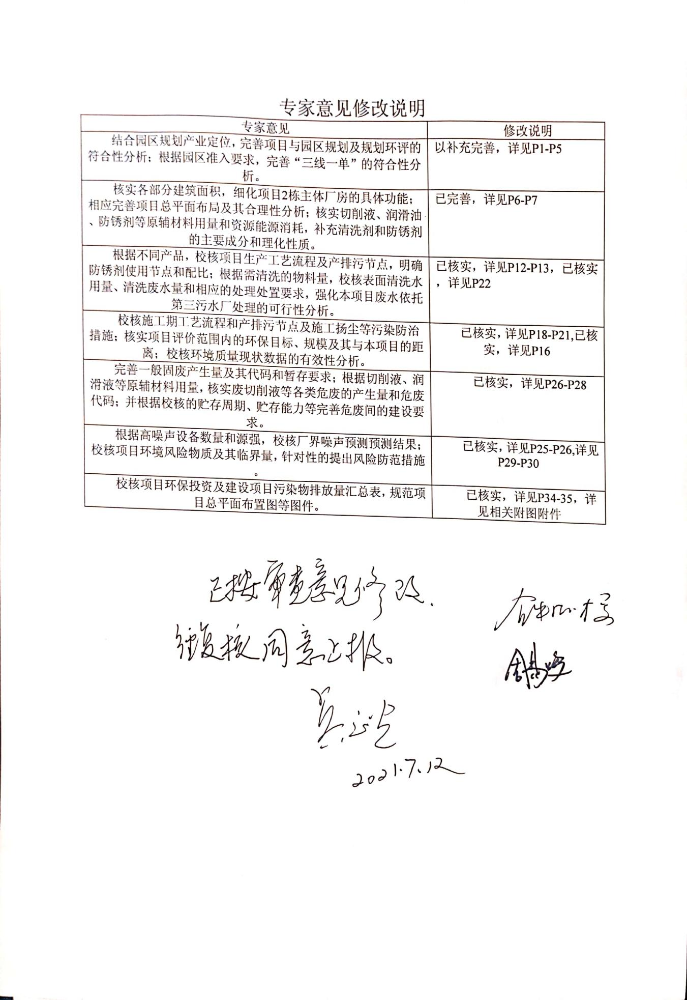 专家意见修改说明
专家意见
修改说明
结合园区规划产业定位，完善项目与园区规划及规划环评的
符合性分析；根据园区准入要求，完善“三线一单”的符合性分
析。
以补充完善，详见P1-P5
核实各部分建筑面积，细化项目2栋主体厂房的具体功能；
相应完善项目总平面布局及其合理性分析；核实切削液、润滑油
、防锈剂等原辅材料用量和资源能源消耗，补充清洗剂和防锈剂
的主要成分和理化性质。
已完善，详见P6-P7
根据不同产品，校核项目生产工艺流程及产排污节点，明确
防锈剂使用节点和配比；根据需清洗的物料量，校核表面清洗水
用量、清洗废水量和相应的处理处置要求，强化本项目废水依托
第三污水厂处理的可行性分析。
已核实，详见P12-P13，已核实
，详见P22
校核施工期工艺流程和产排污节点及施工扬尘等污染防治
措施；核实项目评价范围内的环保目标、规模及其与本项目的距
离；校核环境质量现状数据的有效性分析。
已核实，详见P18-P21,已核
实，详见P16
完善一般固废产生量及其代码和暂存要求；根据切削液、润
滑液等原辅材料用量，核实废切削液等各类危废的产生量和危废
代码；并根据校核的贮存周期、贮存能力等完善危废间的建设要
求。
已核实，详见P26-P28
根据高噪声设备数量和源强，校核厂界噪声预测预测结果；
校核项目环境风险物质及其临界量，针对性的提出风险防范措施
。
已核实，详见P25-P26,详见
P29-P30
校核项目环保投资及建设项目污染物排放量汇总表，规范项
目总平面布置图等图件。
已核实，详见P34-35，详
见相关附图附件
已按审查意见修改.
经复核同意上报。
2021.7.12